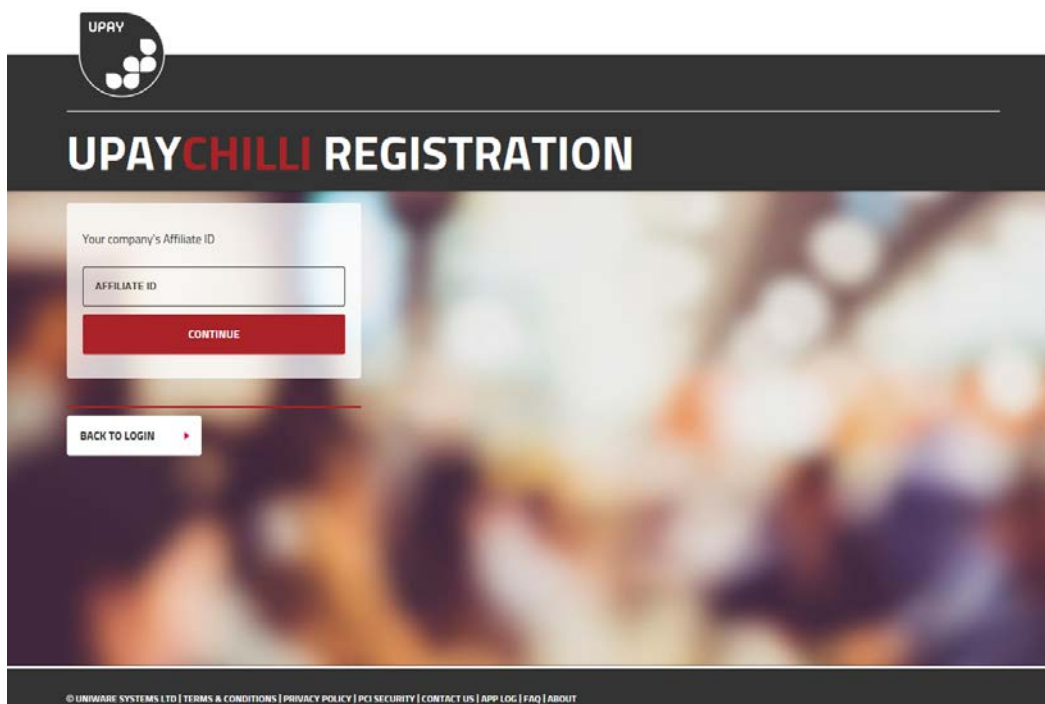 UPAY
UPAYCHILLI REGISTRATION
Your company's Affiliate ID
AFFILIATE ID
CONTINUE
BACK TO LOGIN
© UNIWARE SYSTEMS LTD | TERMS & CONDITIONS | PRIVACY POLICY | PCI SECURITY | CONTACT US | APP LOG | FAQ | ABOUT